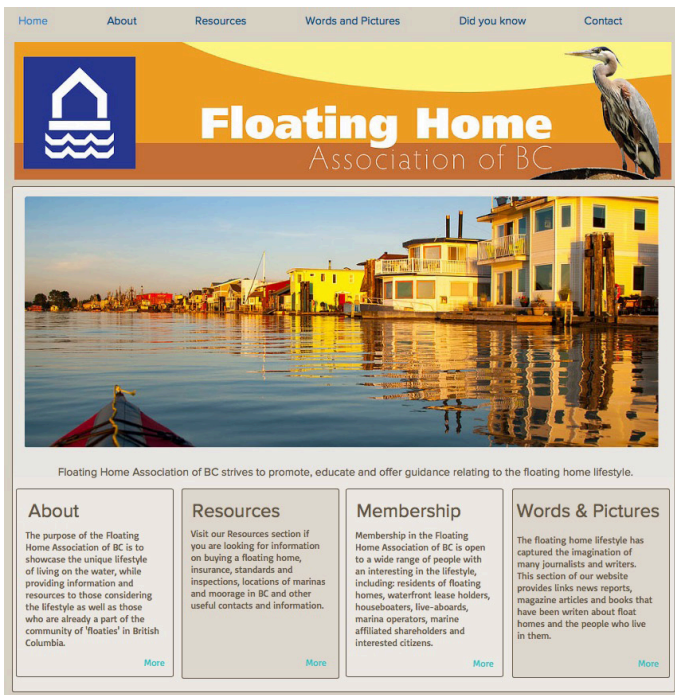 Home About Resources Words and Pictures Did you know Contact
Floating Home
Association of BC
Floating Home Association of BC strives to promote, educate and offer guidance relating to the floating home lifestyle.
About
The purpose of the Floating
Home Association of BC is to
showcase the unique lifestyle
of living on the water, while
providing information and
resources to those considering
the lifestyle as well as those
who are already a part of the
community of 'floaties' in British
Columbia.
More
Resources
Visit our Resources section if
you are looking for information
on buying a floating home,
insurance, standards and
inspections, locations of marinas
and moorage in BC and other
useful contacts and information.
More
Membership
Membership in the Floating
Home Association of BC is open
to a wide range of people with
an interesting in the lifestyle,
including: residents of floating
homes, waterfront lease holders,
houseboaters, live-aboards,
marina operators, marine
affiliated shareholders and
interested citizens.
More
Words & Pictures
The floating home lifestyle has
captured the imagination of
many journalists and writers.
This section of our website
provides links news reports,
magazine articles and books that
have been writen about float
homes and the people who live
in them.
More